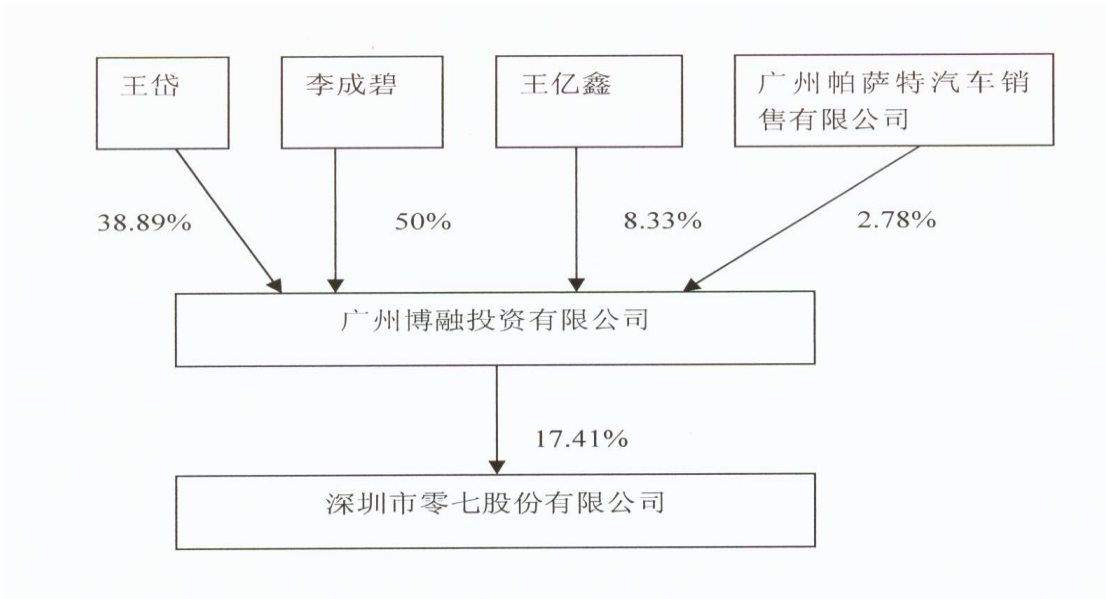 王岱
李成碧
王亿鑫
广州帕萨特汽车销
售有限公司
38.89%
50%
8.33%
2.78%
广州博融投资有限公司
17.41%
深圳市零七股份有限公司